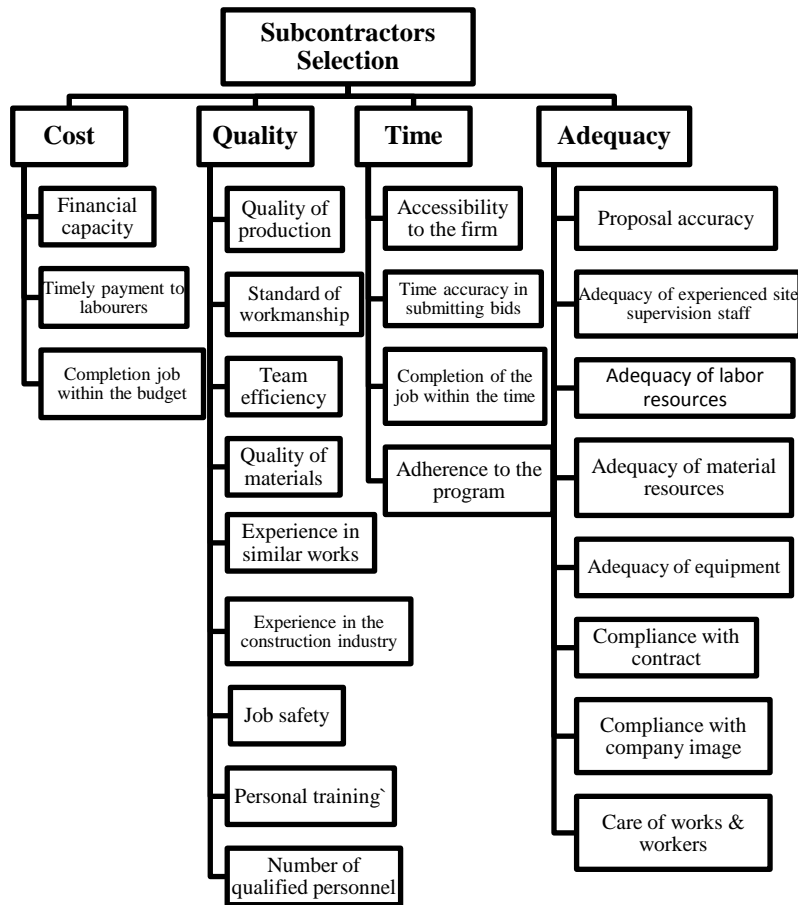 Subcontractors
Selection
Cost
Quality
Time
Adequacy
Financial
capacity
Timely payment to
labourers
Completion job
within the budget
Quality of
production
Standard of
workmanship
Team
efficiency
Quality of
materials
Experience in
similar works
Experience in the
construction industry
Job safety
Personal training`
Number of
qualified personnel
Accessibility
to the firm
Time accuracy in
submitting bids
Completion of the
job within the time
Adherence to the
program
Proposal accuracy
Adequacy of experienced site
supervision staff
Adequacy of labor
resources
Adequacy of material
resources
Adequacy of equipment
Compliance with
contract
Compliance with
company image
Care of works &
workers